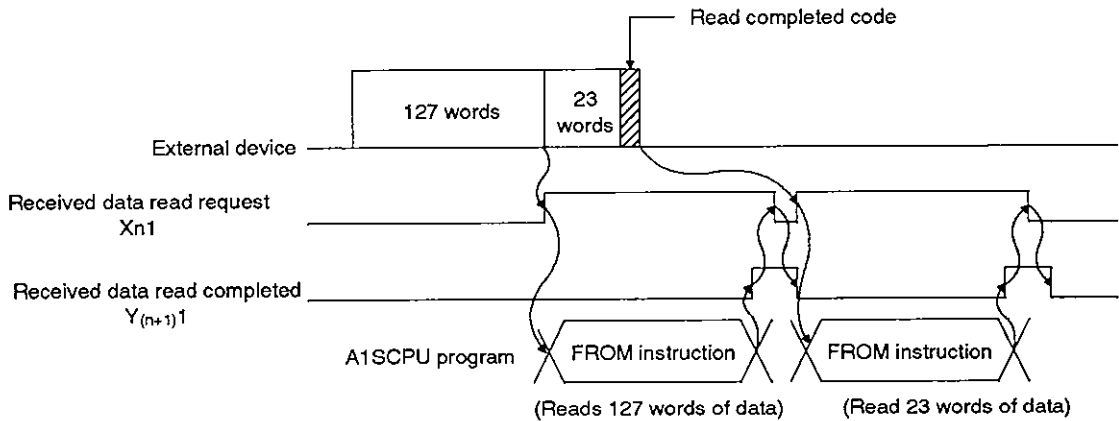 Read completed code
127 words
23
words
External device
Received data read request
Xn1
Received data read completed
Y(n+1)1
A1SCPU program
FROM instruction
FROM instruction
(Reads 127 words of data)
(Read 23 words of data)